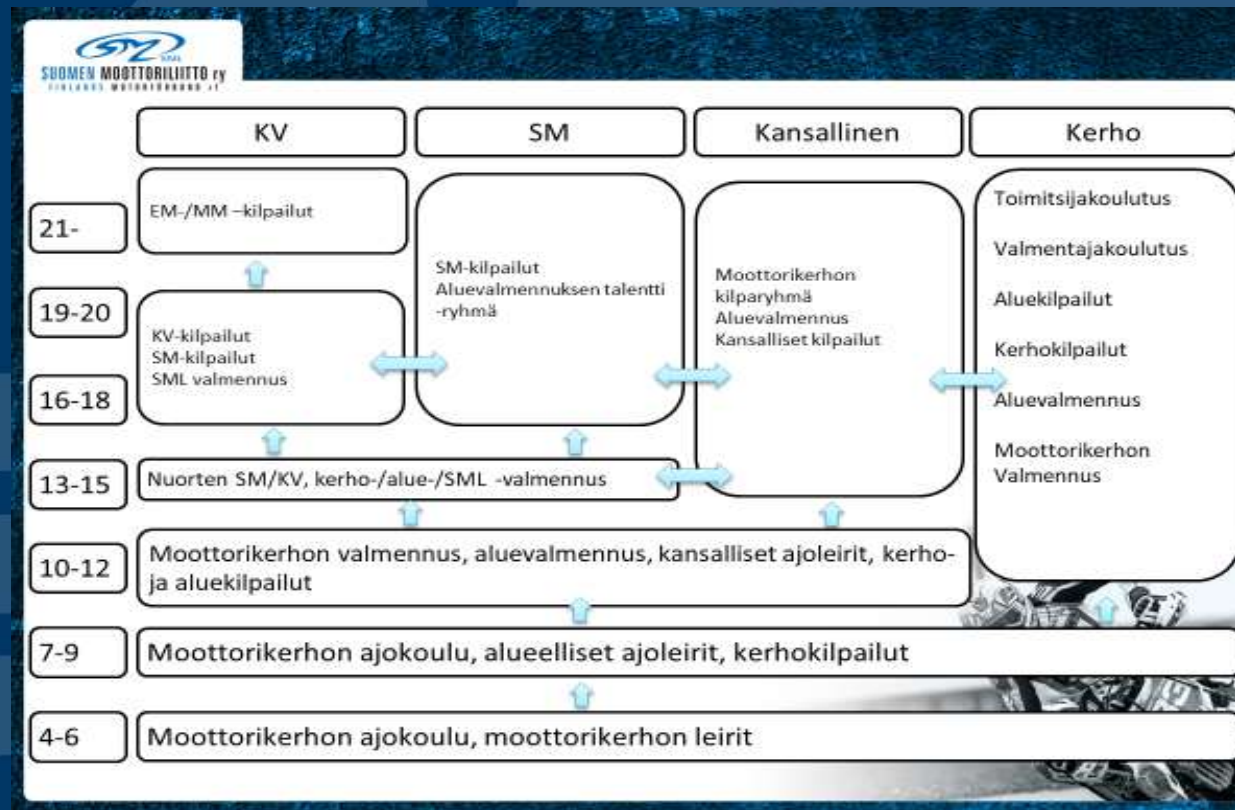 SML
SUOMEN MOOTTORILIITTO ry
FINLANDS MOTORFÖRBUND rf
KV
SM
Kansallinen
Kerho
21-
19-20
16-18
13-15
10-12
7-9
4-6
EM-/MM –kilpailut
KV-kilpailut
SM-kilpailut
SML valmennus
SM-kilpailut
Aluevalmennuksen talentti
-ryhmä
Moottorikerhon
kilparyhmä
Aluevalmennus
Kansalliset kilpailut
Toimitsijakoulutus
Valmentajakoulutus
Aluekilpailut
Kerhokilpailut
Aluevalmennus
Moottorikerhon
Valmennus
Nuorten SM/KV, kerho-/alue-/SML -valmennus
Moottorikerhon valmennus, aluevalmennus, kansalliset ajoleirit, kerho-
ja aluekilpailut
Moottorikerhon ajokoulu, alueelliset ajoleirit, kerhokilpailut
Moottorikerhon ajokoulu, moottorikerhon leirit